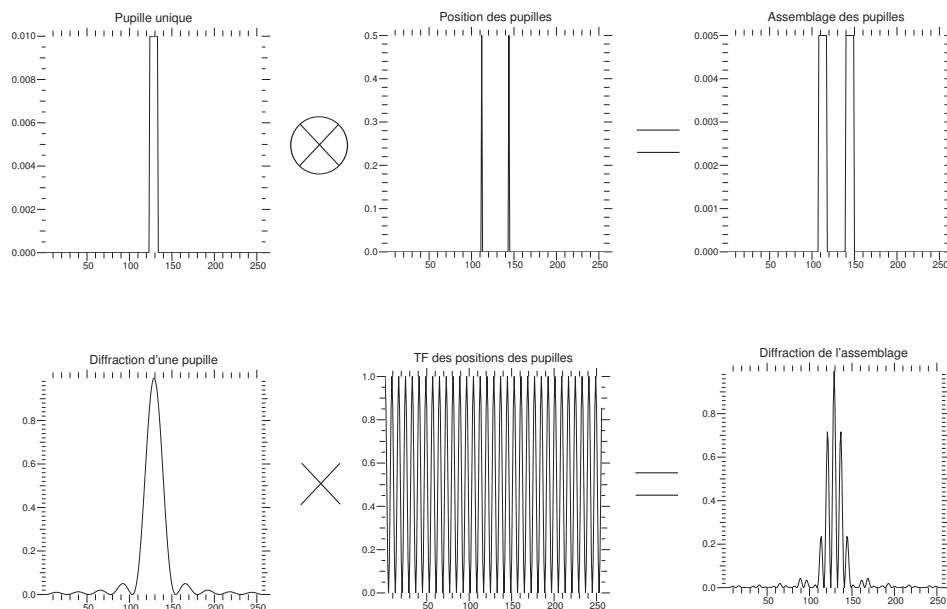 Pupille unique
Position des pupilles
Assemblage des pupilles
0.010
0.008
0.006
0.004
0.002
0.000
50 100 150 200 250
0.5
0.4
0.3
0.2
0.1
0.0
50 100 150 200 250
0.005
0.004
0.003
0.002
0.001
0.000
50 100 150 200 250
Diffraction d'une pupille
TF des positions des pupilles
Diffraction de l'assemblage
0.8
0.6
0.4
0.2
0.0
50 100 150 200 250
1.0
0.8
0.6
0.4
0.2
0.0
50 100 150 200 250
0.8
0.6
0.4
0.2
0.0
50 100 150 200 250